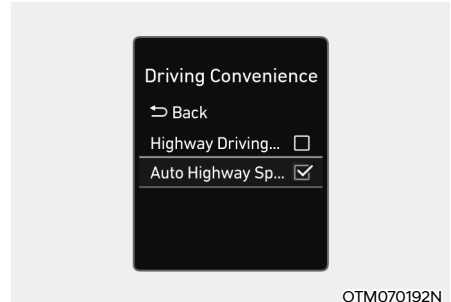 Driving Convenience
Back
Highway Driving...
Auto Highway Sp...
OTM070192N